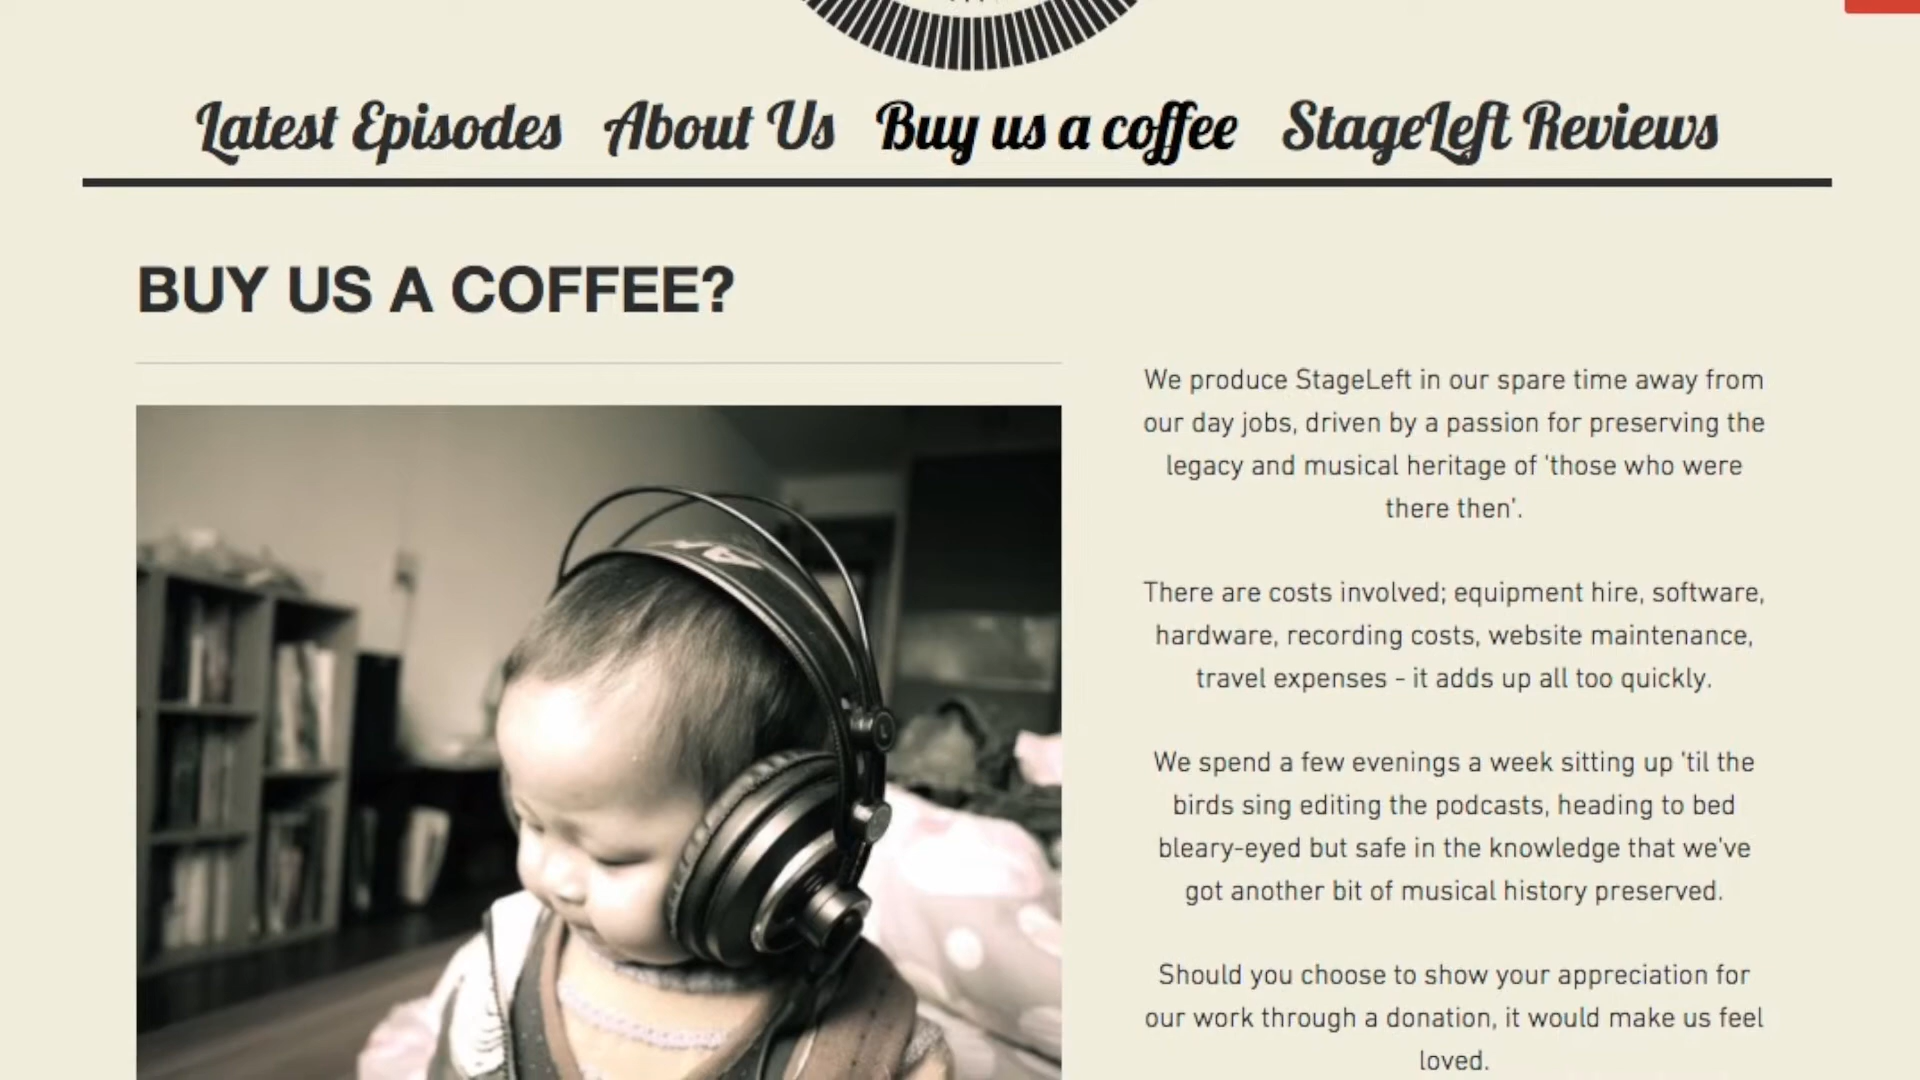 Latest Episodes About Us Buy us a coffee StageLeft Reviews
BUY US A COFFEE?
We produce StageLeft in our spare time away from
our day jobs, driven by a passion for preserving the
legacy and musical heritage of 'those who were
there then'.
There are costs involved; equipment hire, software,
hardware, recording costs, website maintenance,
travel expenses - it adds up all too quickly.
We spend a few evenings a week sitting up 'til the
birds sing editing the podcasts, heading to bed
bleary-eyed but safe in the knowledge that we've
got another bit of musical history preserved.
Should you choose to show your appreciation for
our work through a donation, it would make us feel
loved.